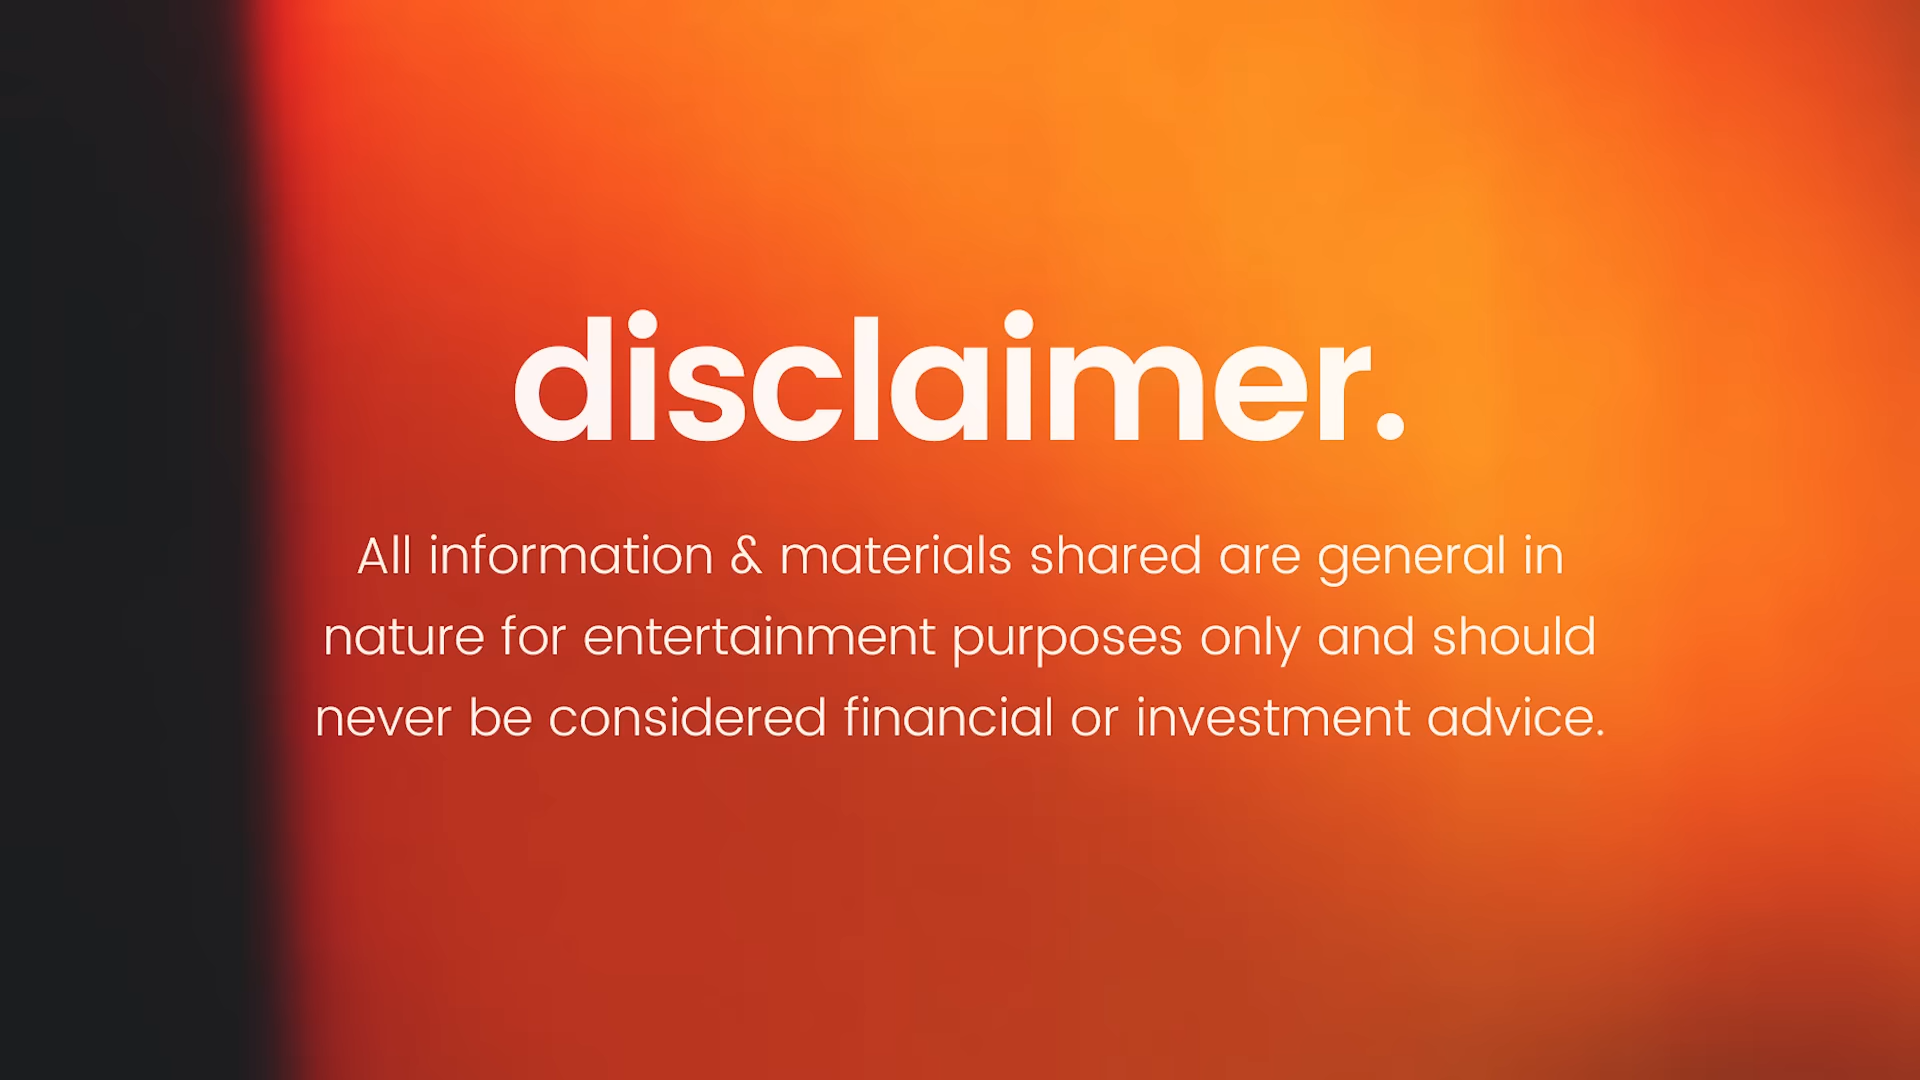 disclaimer.
All information & materials shared are general in
nature for entertainment purposes only and should
never be considered financial or investment advice.